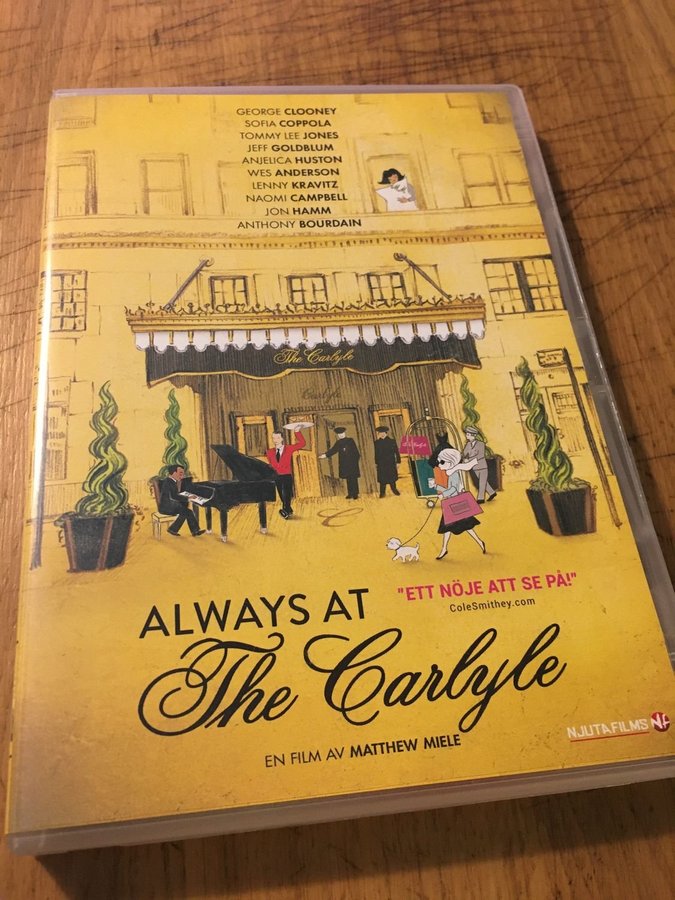 GEORGE CLOONEY
SOFIA COPPOLA
TOMMY LEE JONES
JEFF GOLDBLUM
ANJELICA HUSTON
WES ANDERSON
LENNY KRAVITZ
NAOMI CAMPBELL
JON HAMM
ANTHONY BOURDAIN
The Carlyle
Carlyle
"ETT NÖJE ATT SE PÅ!"
ColeSmithey.com
ALWAYS AT
The Carlyle
EN FILM AV MATTHEW MIELE
NJUTAFILMS NF